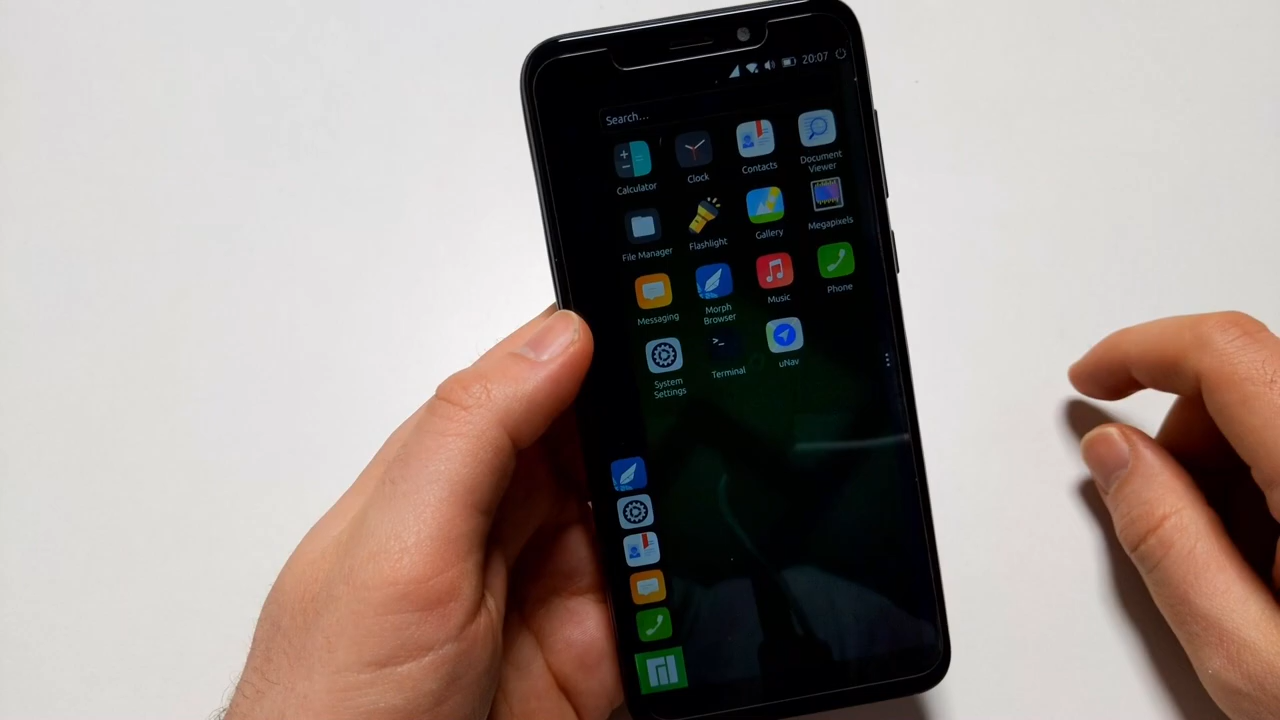 20:07
Search...
Calculator
Clock
Contacts
Document
Viewer
File Manager
Flashlight
Gallery
Megapixels
Messaging
Morph
Browser
Music
Phone
System
Settings
Terminal
uNav